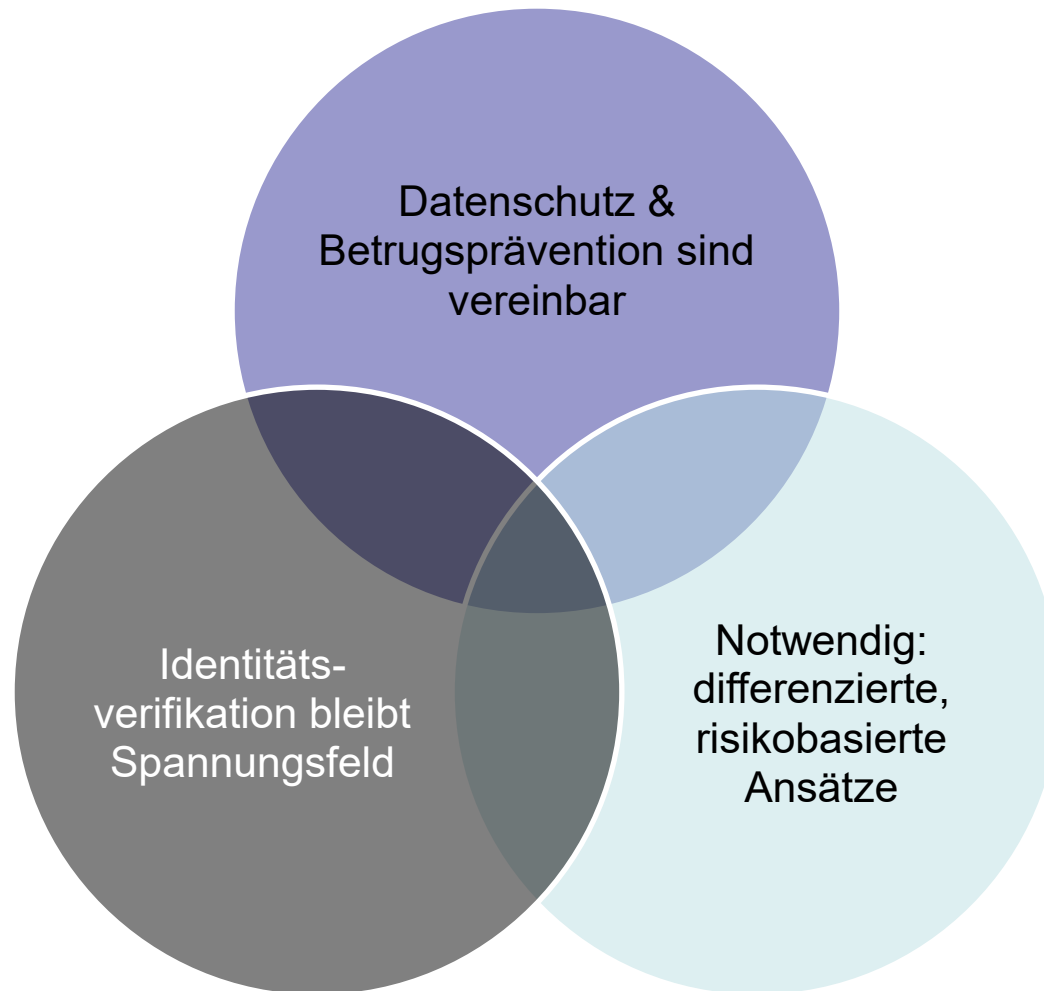 Datenschutz &
Betrugsprävention sind
vereinbar
Identitäts-
verifikation bleibt
Spannungsfeld
Notwendig:
differenzierte,
risikobasierte
Ansätze